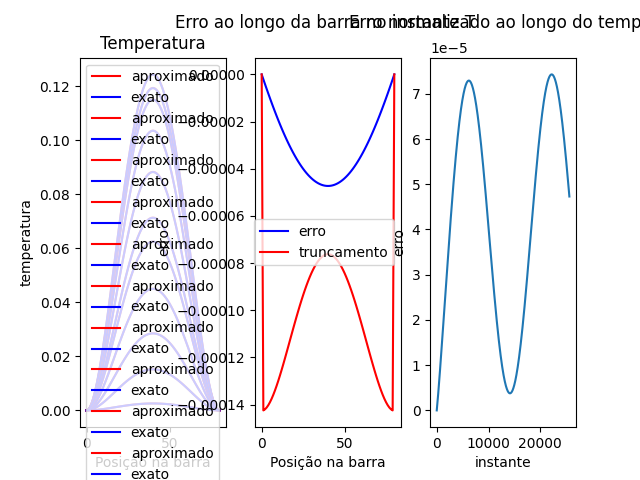 Temperatura
temperatura
0.12
0.10
0.08
0.06
0.04
0.02
0.00
aproximado
exato
aproximado
exato
aproximado
exato
aproximado
exato
aproximado
exato
aproximado
exato
aproximado
exato
aproximado
exato
aproximado
exato
aproximado
exato
0
50
Posição na barra
Erro ao longo da barra no instante T
erro
0.00000
−0.00002
−0.00004
−0.00006
−0.00008
−0.00010
−0.00012
−0.00014
erro
truncamento
0
50
Posição na barra
Erro normalizado ao longo do temp
1e−5
erro
7
6
5
4
3
2
1
0
0
10000
20000
instante